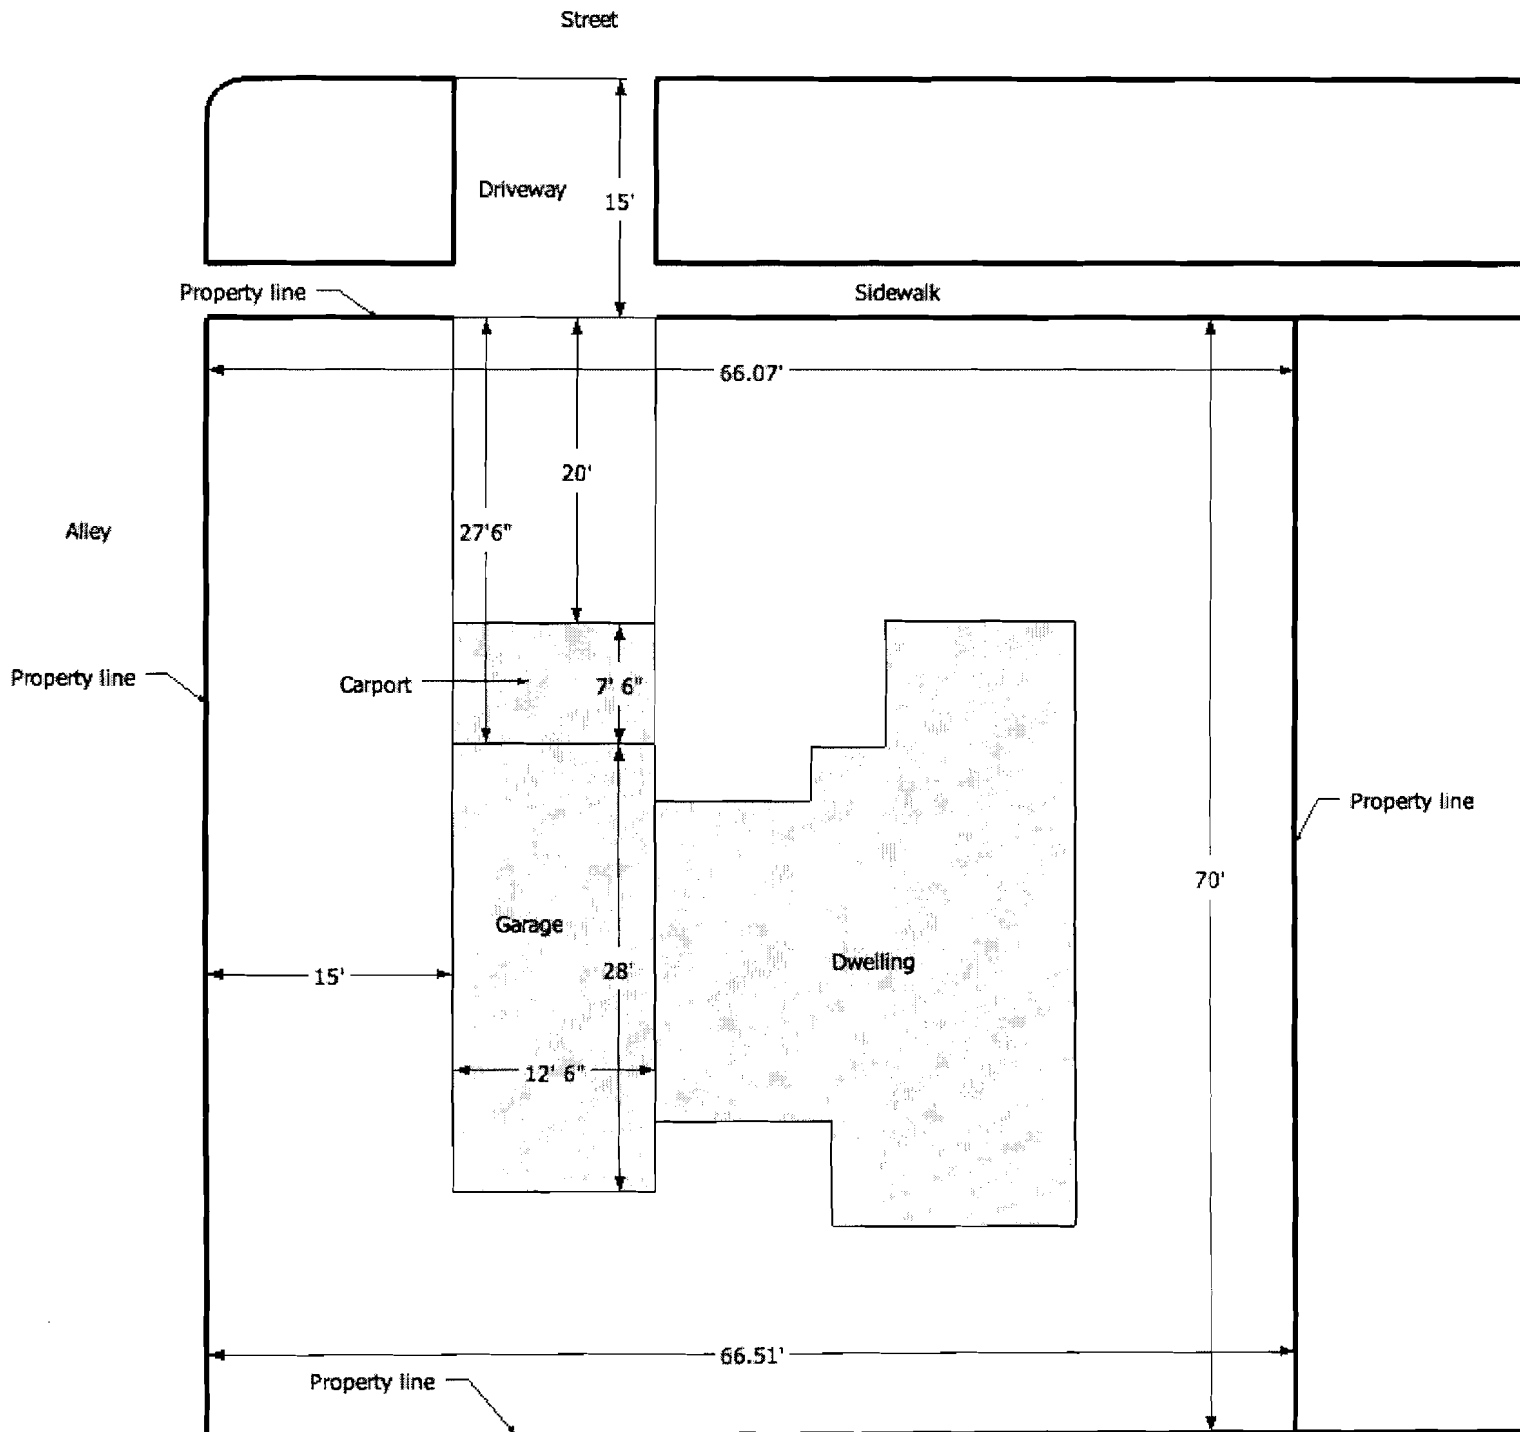 Street
Driveway
15'
Property line
Sidewalk
66.07'
20'
27'6"
Alley
Property line
Carport
7' 6"
Property line
70'
Garage
Dwelling
28'
15'
12' 6"
66.51'
Property line